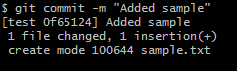 $ git commit -m "Added sample"
[test 0f65124] Added sample
 1 file changed, 1 insertion(+)
 create mode 100644 sample.txt